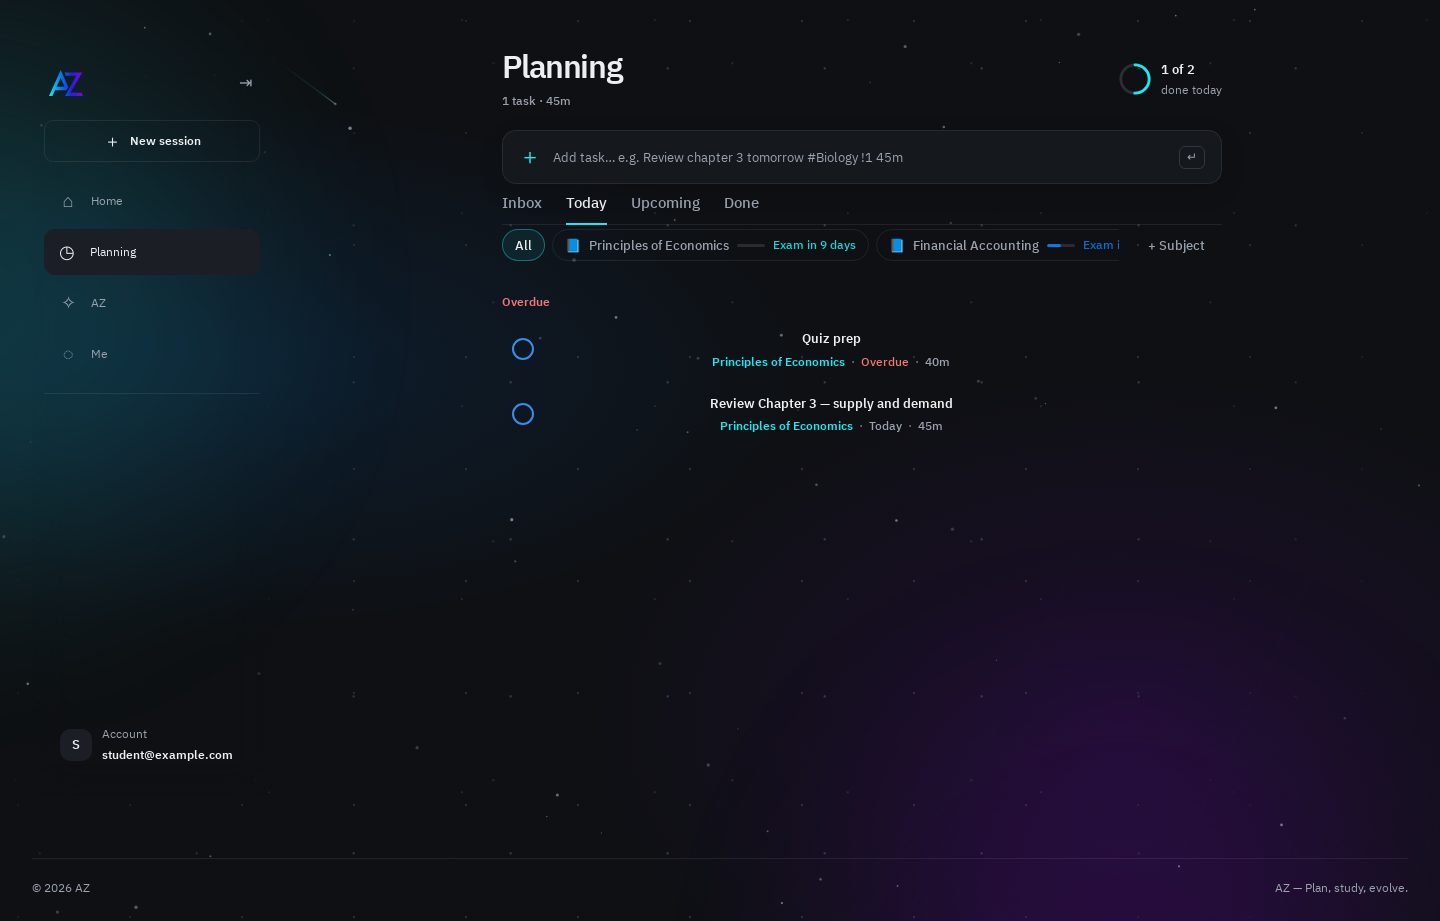 AZ
Planning
1 task · 45m
1 of 2
done today
+ New session
Home
Planning
AZ
Me
+ Add task... e.g. Review chapter 3 tomorrow #Biology !1 45m ↵
Inbox Today Upcoming Done
All Principles of Economics Exam in 9 days Financial Accounting Exam i + Subject
Overdue
Quiz prep
Principles of Economics · Overdue · 40m
Review Chapter 3 — supply and demand
Principles of Economics · Today · 45m
S
Account
student@example.com
© 2026 AZ
AZ — Plan, study, evolve.